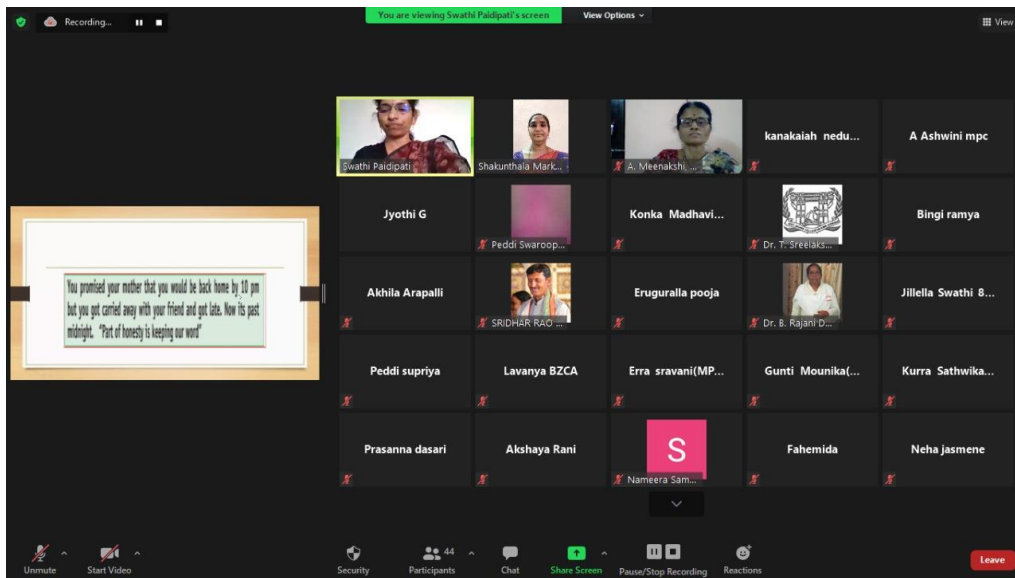 Recording...
You are viewing Swathi Paidipati's screen
View Options
View
You promised your mother that you would be back home by 10 pm
but you got carried away with your friend and got late. Now its past
midnight. "Part of honesty is keeping our word"
Swathi Paidipati
Shakunthala Mark...
A. Meenakshi, ...
kanakaiah nedu...
A Ashwini mpc
Jyothi G
Peddi Swaroop...
Konka Madhavi...
Dr. T. Sreelaks...
Bingi ramya
Akhila Arapalli
SRIDHAR RAO ...
Eruguralla pooja
Dr. B. Rajani D...
Jillella Swathi 8...
Peddi supriya
Lavanya BZCA
Erra sravani(MP...
Gunti Mounika(...
Kurra Sathwika...
Prasanna dasari
Akshaya Rani
S
Nameera Sam...
Fahemida
Neha jasmene
Unmute
Start Video
Security
44
Participants
Chat
Share Screen
Pause/Stop Recording
Reactions
Leave